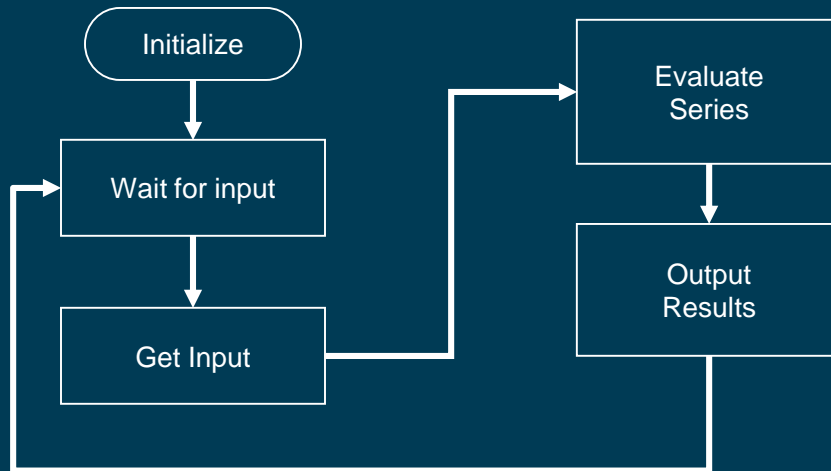 Initialize
Wait for input
Get Input
Evaluate
Series
Output
Results